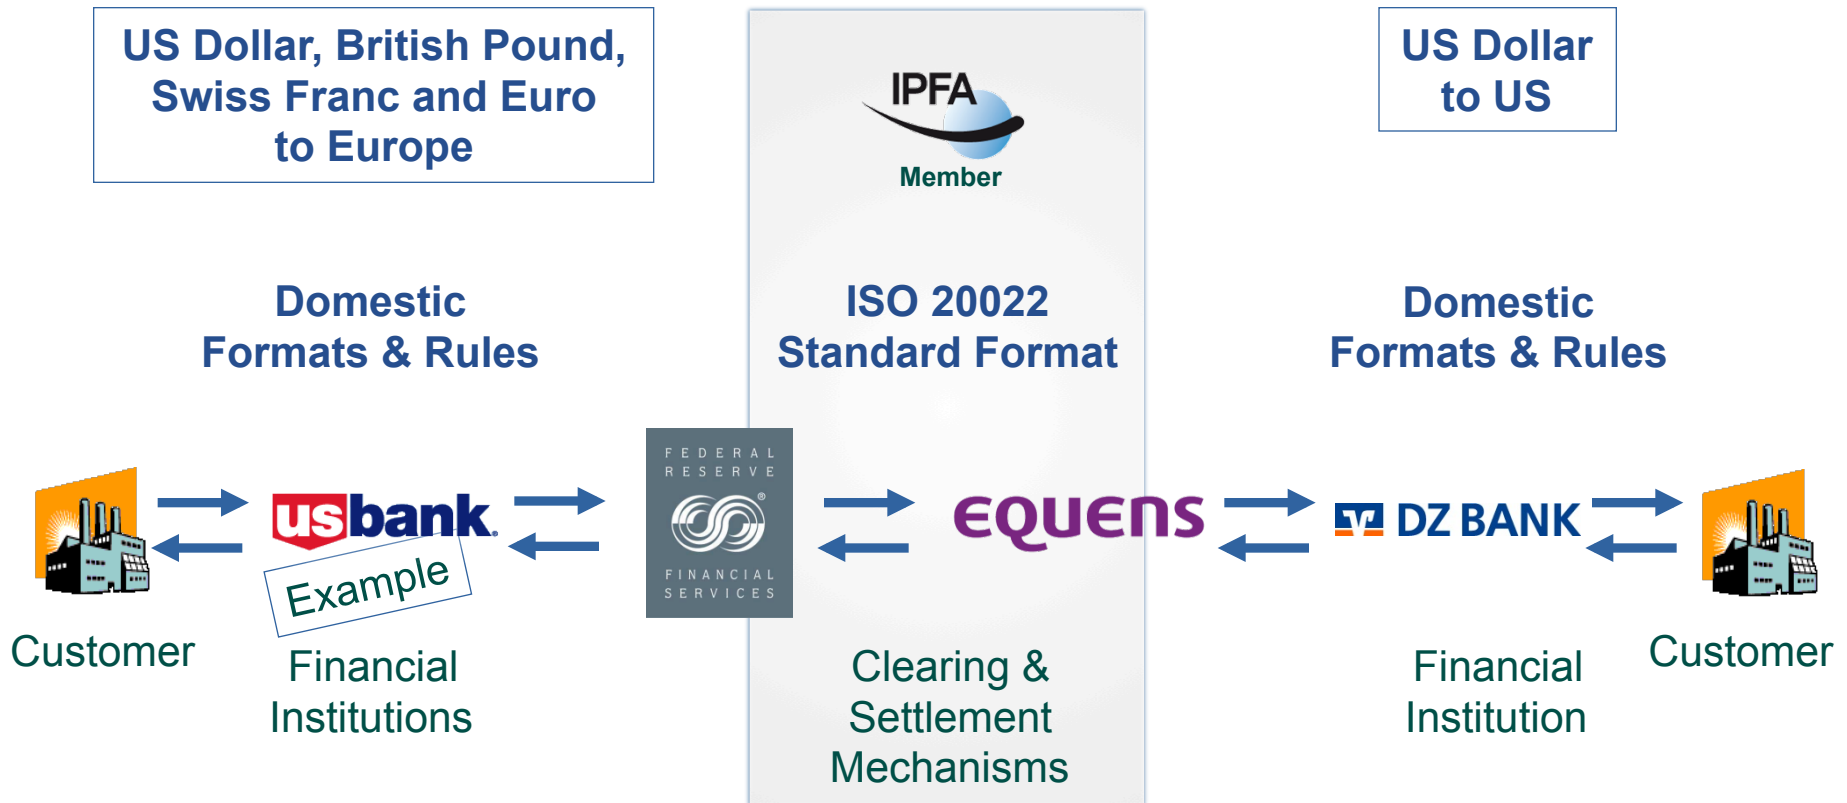 US Dollar, British Pound,
Swiss Franc and Euro
to Europe
IPFA
Member
US Dollar
to US
Domestic
Formats & Rules
ISO 20022
Standard Format
Domestic
Formats & Rules
Customer
usbank.
Example
Financial
Institutions
FEDERAL
RESERVE
®
FINANCIAL
SERVICES
EQUENS
Clearing &
Settlement
Mechanisms
DZ BANK
Financial
Institution
Customer